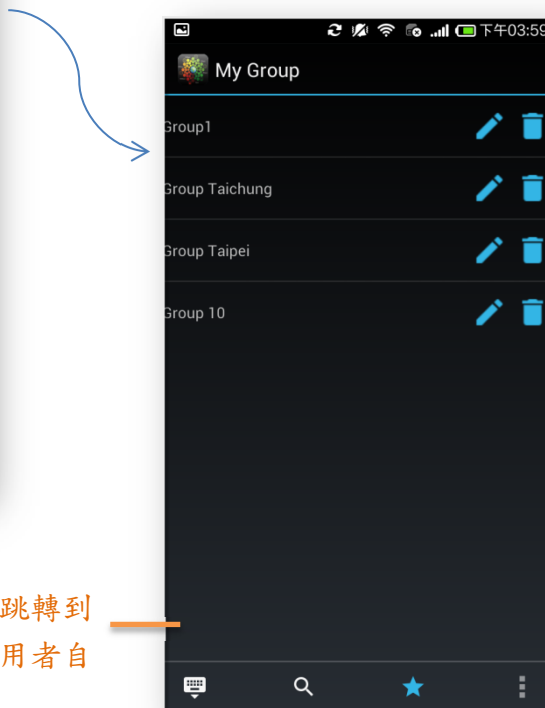 下午03:59
My Group
Group1
Group Taichung
Group Taipei
Group 10
跳轉到
用者自